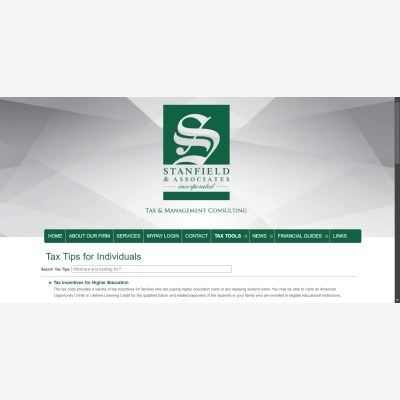 S
STANFIELD
& ASSOCIATES
incorporated
TAX & MANAGEMENT CONSULTING
HOME ABOUT OUR FIRM SERVICES MYPAY LOGIN CONTACT TAX TOOLS NEWS FINANCIAL GUIDES LINKS
Tax Tips for Individuals
Search Tax Tips: What are you looking for?
Tax Incentives for Higher Education
The tax code provides a variety of tax incentives for families who are paying higher education costs or are repaying student loans. You may be able to claim an American
Opportunity Credit or Lifetime Learning Credit for the qualified tuition and related expenses of the students in your family who are enrolled in eligible educational institutions.